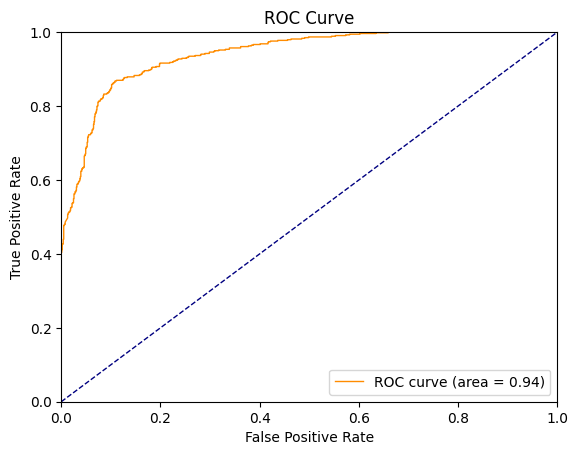 ROC Curve
1.0
0.8
0.6
0.4
0.2
0.0
True Positive Rate
ROC curve (area = 0.94)
0.0 0.2 0.4 0.6 0.8 1.0
False Positive Rate